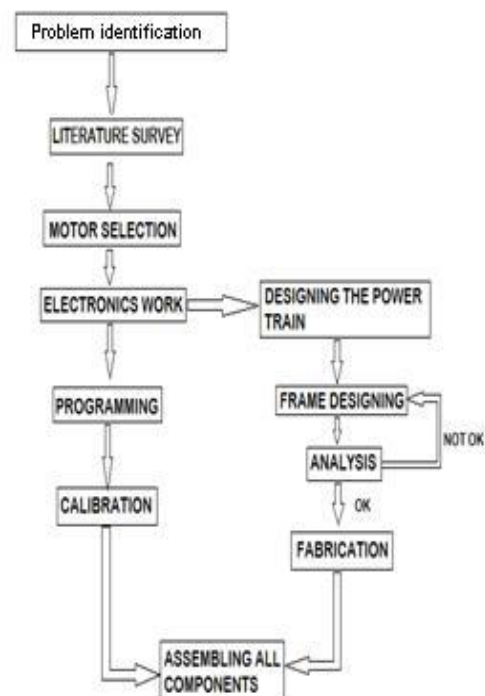 Problem identification
LITERATURE SURVEY
MOTOR SELECTION
ELECTRONICS WORK
DESIGNING THE POWER
TRAIN
PROGRAMMING
FRAME DESIGNING
NOT OK
ANALYSIS
CALIBRATION
OK
FABRICATION
ASSEMBLING ALL
COMPONENTS